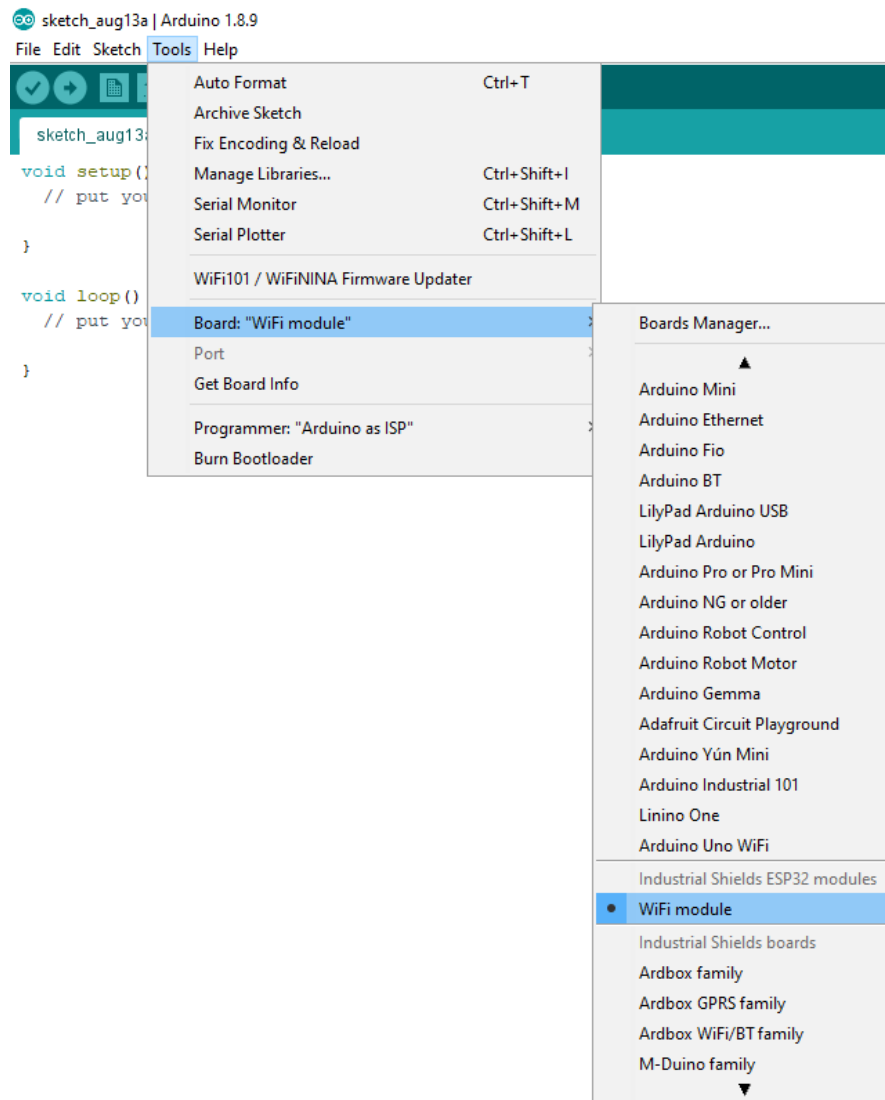 sketch_aug13a | Arduino 1.8.9
File Edit Sketch Tools Help
Auto Format Ctrl+T
Archive Sketch
Fix Encoding & Reload
Manage Libraries... Ctrl+Shift+I
Serial Monitor Ctrl+Shift+M
Serial Plotter Ctrl+Shift+L
WiFi101 / WiFiNINA Firmware Updater
Board: "WiFi module"
Port
Get Board Info
Programmer: "Arduino as ISP"
Burn Bootloader
sketch_aug13a
void setup()
// put you
}
void loop()
// put you
}
Boards Manager...
Arduino Mini
Arduino Ethernet
Arduino Fio
Arduino BT
LilyPad Arduino USB
LilyPad Arduino
Arduino Pro or Pro Mini
Arduino NG or older
Arduino Robot Control
Arduino Robot Motor
Arduino Gemma
Adafruit Circuit Playground
Arduino Yún Mini
Arduino Industrial 101
Linino One
Arduino Uno WiFi
Industrial Shields ESP32 modules
WiFi module
Industrial Shields boards
Ardbox family
Ardbox GPRS family
Ardbox WiFi/BT family
M-Duino family